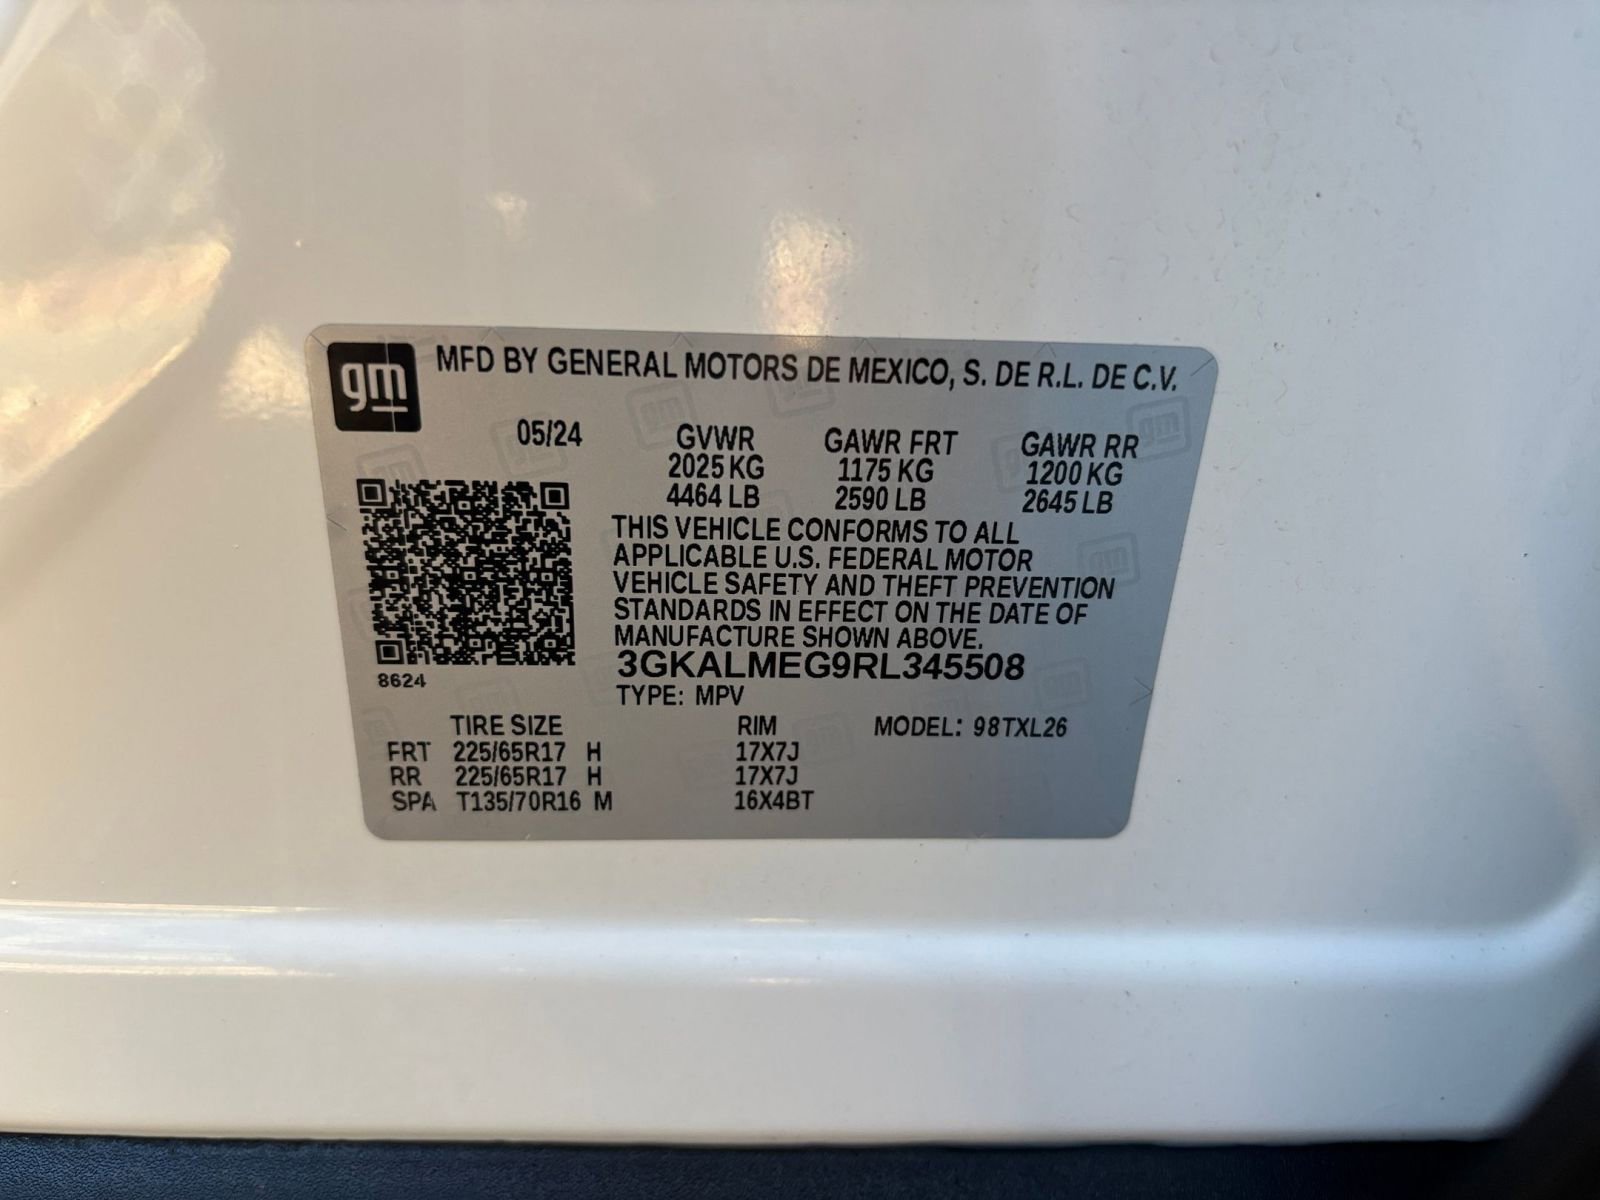 gm MFD BY GENERAL MOTORS DE MEXICO, S. DE R.L. DE C.V.
05/24 GVWR GAWR FRT GAWR RR
2025 KG 1175 KG 1200 KG
4464 LB 2590 LB 2645 LB
THIS VEHICLE CONFORMS TO ALL
APPLICABLE U.S. FEDERAL MOTOR
VEHICLE SAFETY AND THEFT PREVENTION
STANDARDS IN EFFECT ON THE DATE OF
MANUFACTURE SHOWN ABOVE.
3GKALMEG9RL345508
8624
TYPE: MPV
TIRE SIZE RIM MODEL: 98TXL26
FRT 225/65R17 H 17X7J
RR 225/65R17 H 17X7J
SPA T135/70R16 M 16X4BT